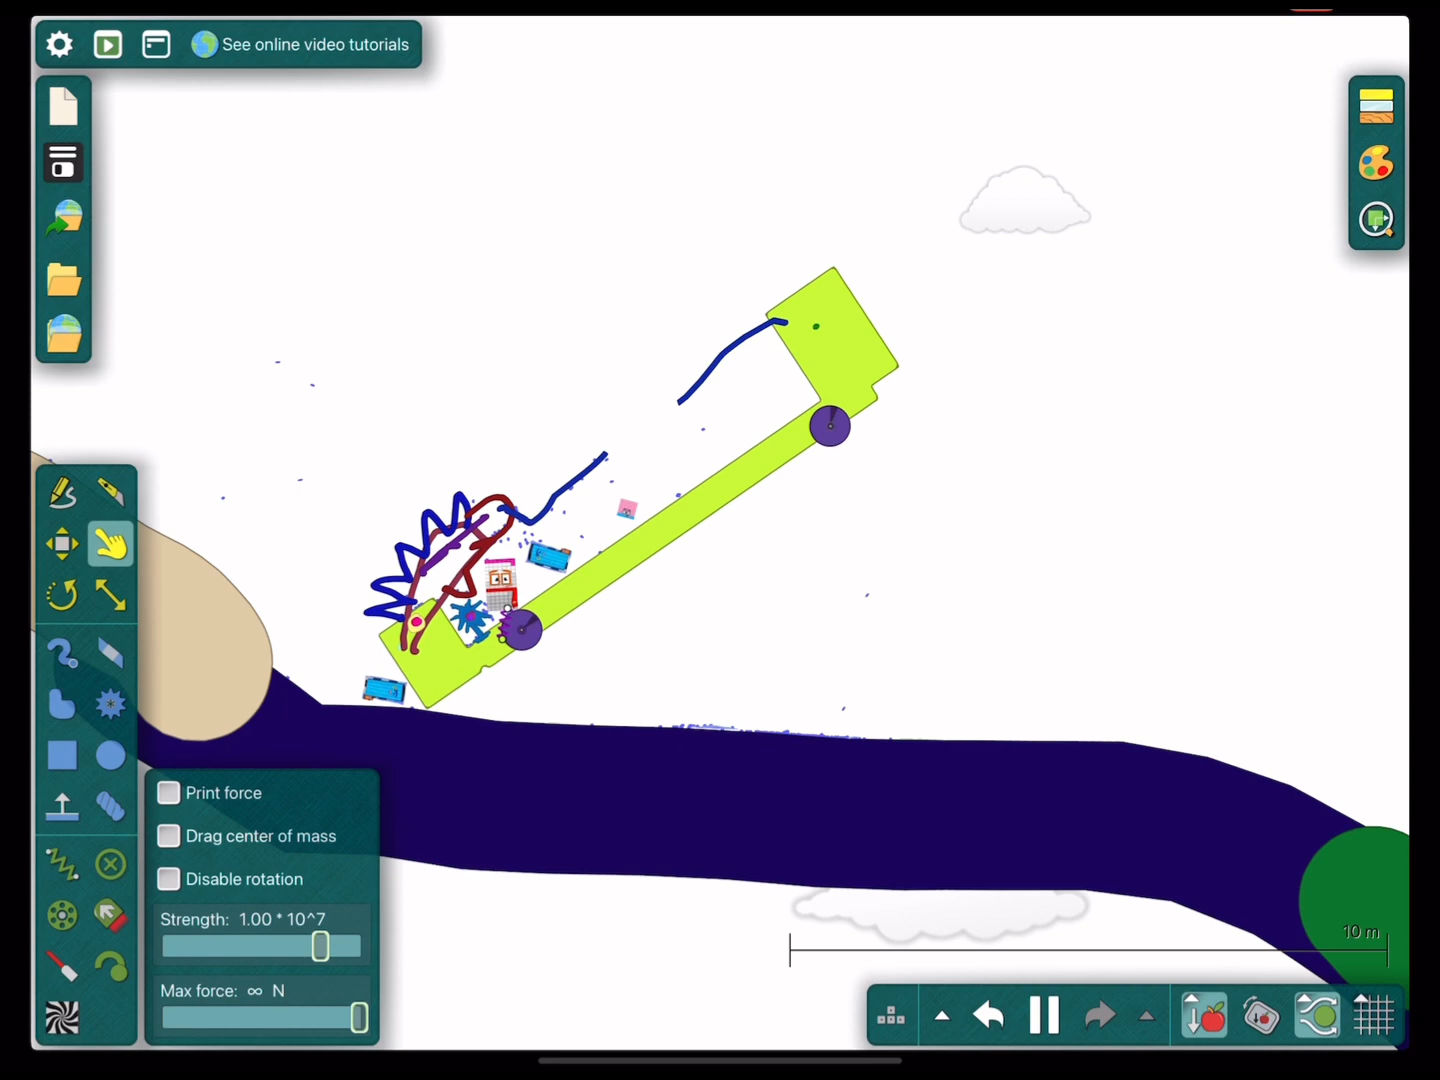 See online video tutorials
Print force
Drag center of mass
Disable rotation
Strength: 1.00 * 10^7
Max force: ∞ N
10 m